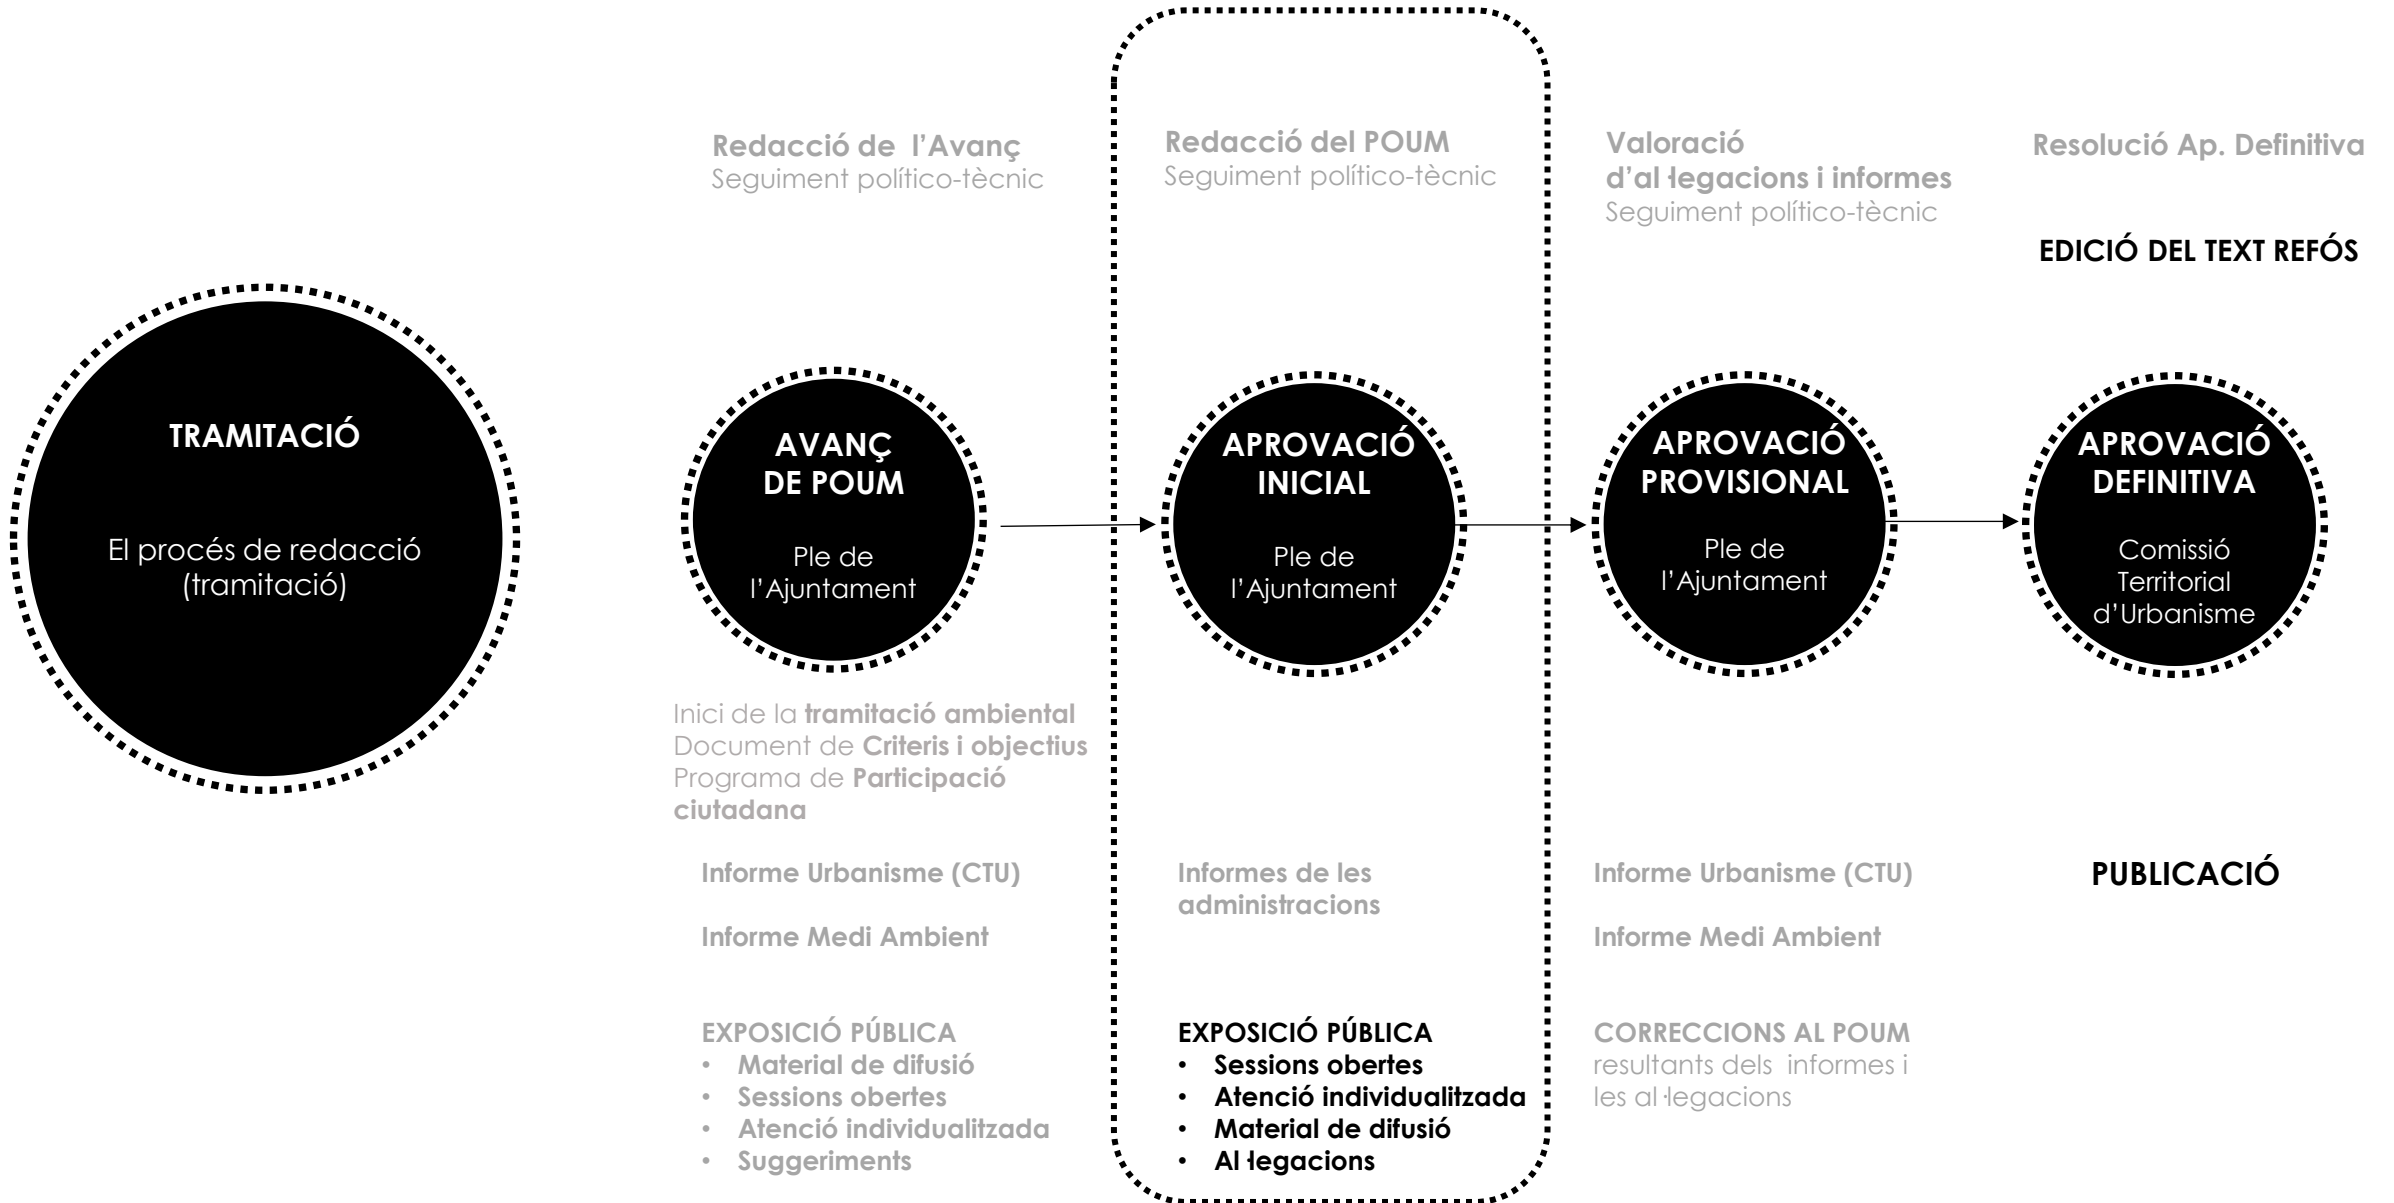 TRAMITACIÓ
El procés de redacció
(tramitació)
Redacció de l’Avanç
Seguiment político-tècnic
AVANÇ
DE POUM
Ple de
l’Ajuntament
Inici de la tramitació ambiental
Document de Criteris i objectius
Programa de Participació
ciutadana
Informe Urbanisme (CTU)
Informe Medi Ambient
EXPOSICIÓ PÚBLICA
• Material de difusió
• Sessions obertes
• Atenció individualitzada
• Suggeriments
Redacció del POUM
Seguiment político-tècnic
APROVACIÓ
INICIAL
Ple de
l’Ajuntament
Informes de les
administracions
EXPOSICIÓ PÚBLICA
• Sessions obertes
• Atenció individualitzada
• Material de difusió
• Al·legacions
Valoració
d’al·legacions i informes
Seguiment político-tècnic
APROVACIÓ
PROVISIONAL
Ple de
l’Ajuntament
Informe Urbanisme (CTU)
Informe Medi Ambient
CORRECCIONS AL POUM
resultants dels informes i
les al·legacions
Resolució Ap. Definitiva
EDICIÓ DEL TEXT REFÓS
APROVACIÓ
DEFINITIVA
Comissió
Territorial
d’Urbanisme
PUBLICACIÓ